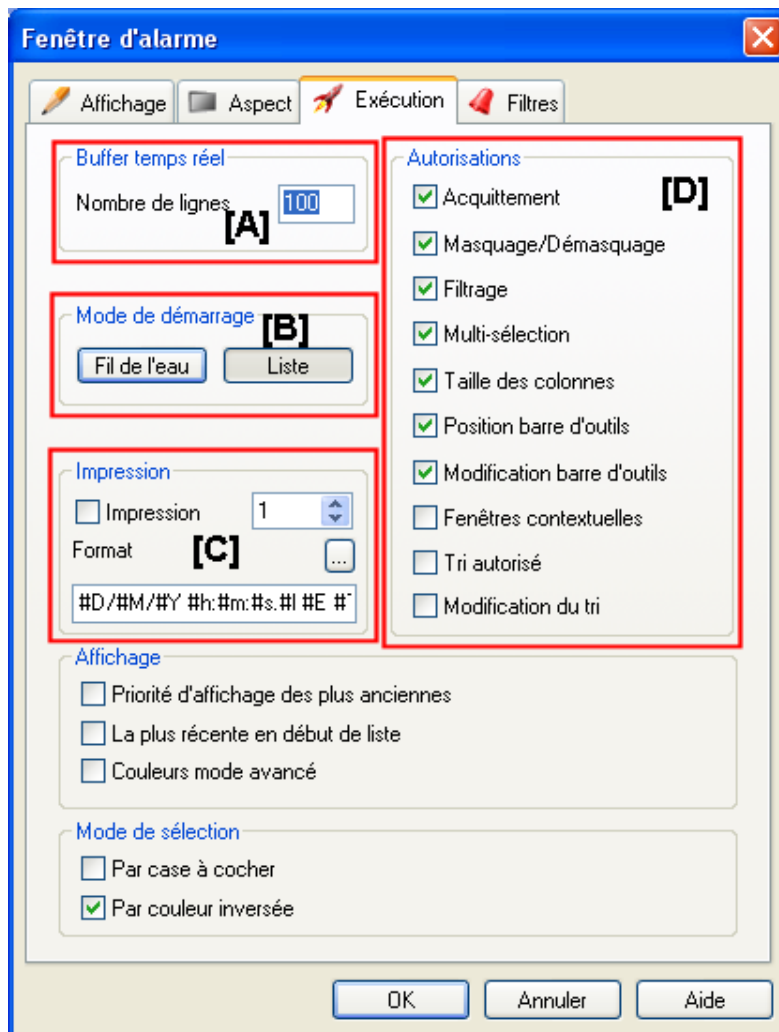 Fenêtre d'alarme
Affichage
Aspect
Exécution
Filtres
Buffer temps réel
Nombre de lignes
100
[A]
Mode de démarrage
[B]
Fil de l'eau
Liste
Impression
Impression
1
Format
[C]
...
#D/#M/#Y #h:#m:#s.#l #E #
Autorisations
[D]
Acquittement
Masquage/Démasquage
Filtrage
Multi-sélection
Taille des colonnes
Position barre d'outils
Modification barre d'outils
Fenêtres contextuelles
Tri autorisé
Modification du tri
Affichage
Priorité d'affichage des plus anciennes
La plus récente en début de liste
Couleurs mode avancé
Mode de sélection
Par case à cocher
Par couleur inversée
OK
Annuler
Aide